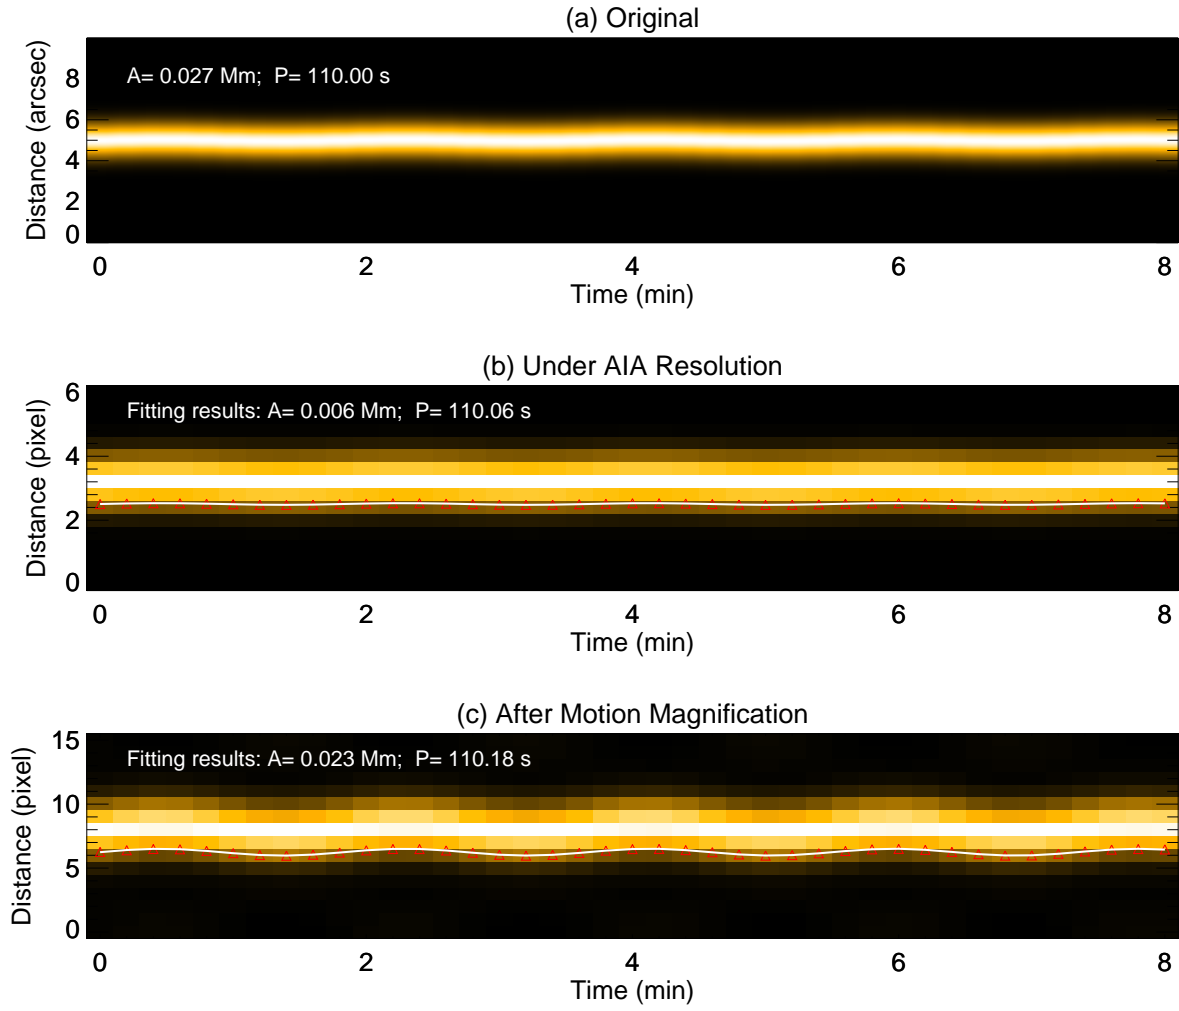 (a) Original
Distance (arcsec)
8
6
4
2
0
A= 0.027 Mm;  P= 110.00 s
0 2 4 6 8
Time (min)
(b) Under AIA Resolution
Distance (pixel)
6
4
2
0
Fitting results: A= 0.006 Mm;  P= 110.06 s
0 2 4 6 8
Time (min)
(c) After Motion Magnification
Distance (pixel)
15
10
5
0
Fitting results: A= 0.023 Mm;  P= 110.18 s
0 2 4 6 8
Time (min)